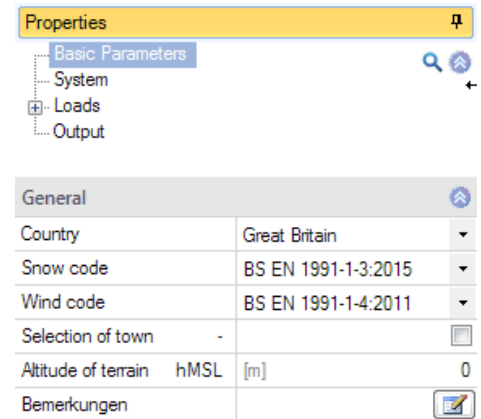 Properties
Basic Parameters
System
Loads
Output
General
Country Great Britain
Snow code BS EN 1991-1-3:2015
Wind code BS EN 1991-1-4:2011
Selection of town -
Altitude of terrain hMSL [m] 0
Bemerkungen